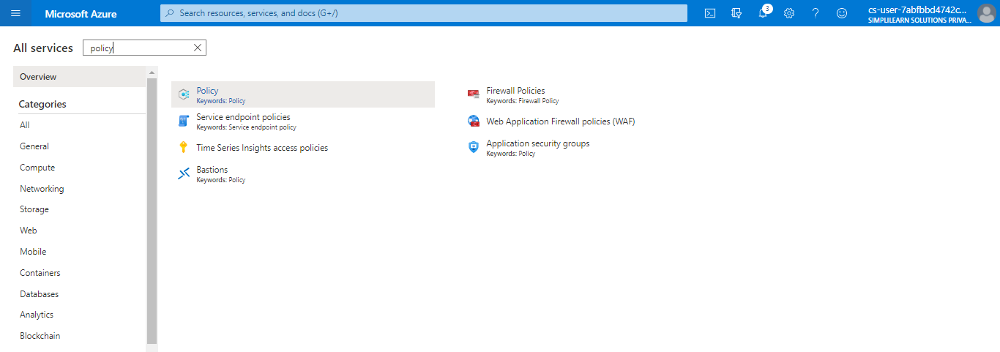 Microsoft Azure
Search resources, services, and docs (G+/)
3
cs-user-7abfbbd4742c...
SIMPLILEARN SOLUTIONS PRIVA...
All services
policy
Overview
Categories
All
General
Compute
Networking
Storage
Web
Mobile
Containers
Databases
Analytics
Blockchain
Policy
Keywords: Policy
Service endpoint policies
Keywords: Service endpoint policy
Time Series Insights access policies
Bastions
Keywords: Policy
Firewall Policies
Keywords: Firewall Policy
Web Application Firewall policies (WAF)
Application security groups
Keywords: Policy